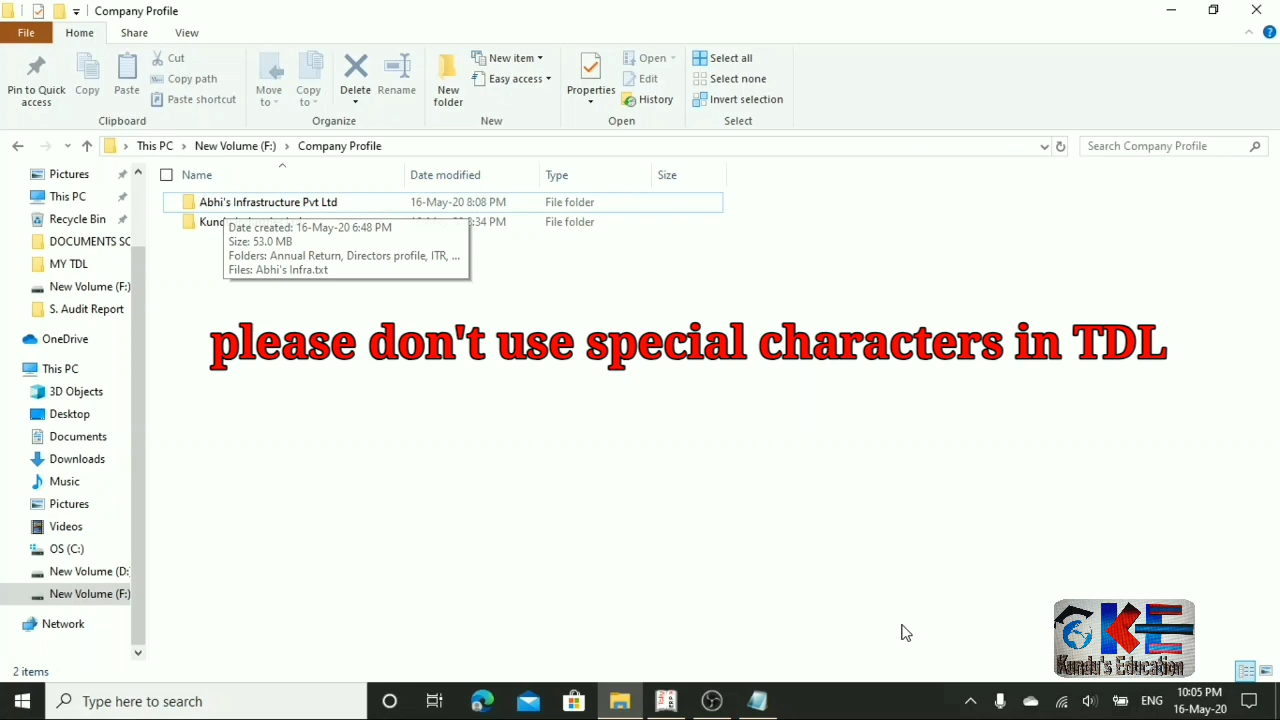 Company Profile
File
Home
Share
View
Pin to Quick access
Copy
Paste
Cut
Copy path
Paste shortcut
Clipboard
Move to
Copy to
Delete
Rename
Organize
New folder
New item
Easy access
New
Properties
Open
Edit
History
Open
Select all
Select none
Invert selection
Select
This PC > New Volume (F:) > Company Profile
Search Company Profile
Name
Date modified
Type
Size
Abhi's Infrastructure Pvt Ltd
16-May-20 8:08 PM
File folder
:34 PM
File folder
Date created: 16-May-20 6:48 PM
Size: 53.0 MB
Folders: Annual Return, Directors profile, ITR, ...
Files: Abhi's Infra.txt
please don't use special characters in TDL
Pictures
This PC
Recycle Bin
DOCUMENTS SC
MY TDL
New Volume (F:)
S. Audit Report
OneDrive
This PC
3D Objects
Desktop
Documents
Downloads
Music
Pictures
Videos
OS (C:)
New Volume (D:
New Volume (F:)
Network
2 items
KE
Kundu's Education
Type here to search
ENG
10:05 PM
16-May-20